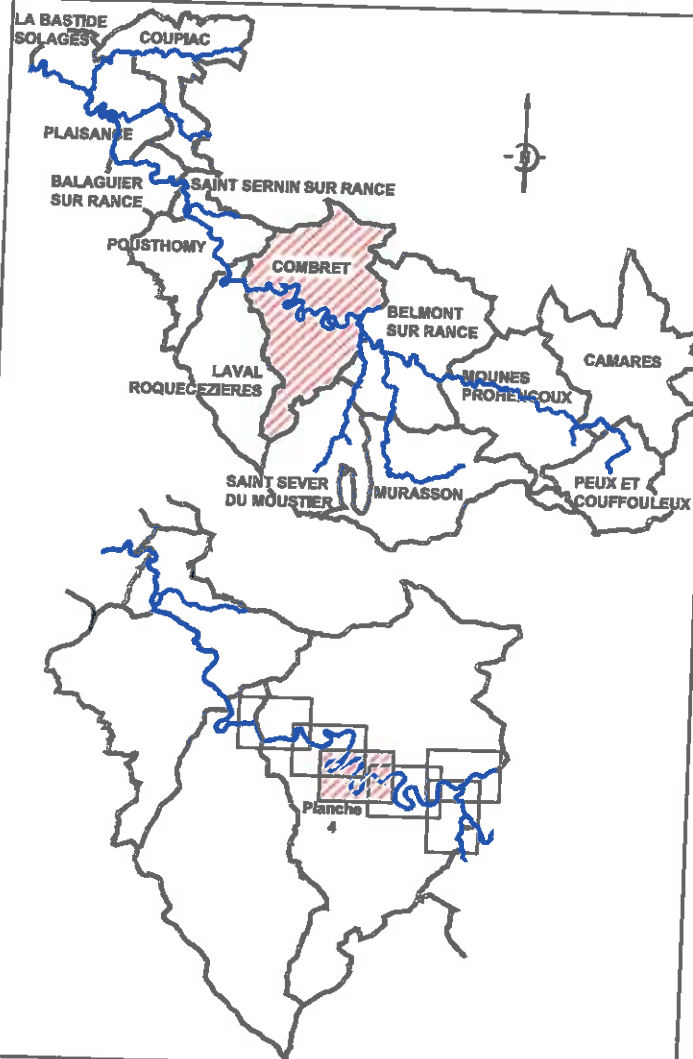 LA BASTIDE
SOLAGES
COUPIAC
PLAISANCE
BALAGUIER
SUR RANCE
SAINT SERNIN SUR RANCE
POUSTHOMY
COMBRET
BELMONT
SUR RANCE
LAVAL
ROQUECEZIERES
MOUNES
PROHENCOUX
CAMARES
SAINT SEVER
DU MOUSTIER
MURASSON
PEUX ET
COUFFOULEUX
N
Planche
4